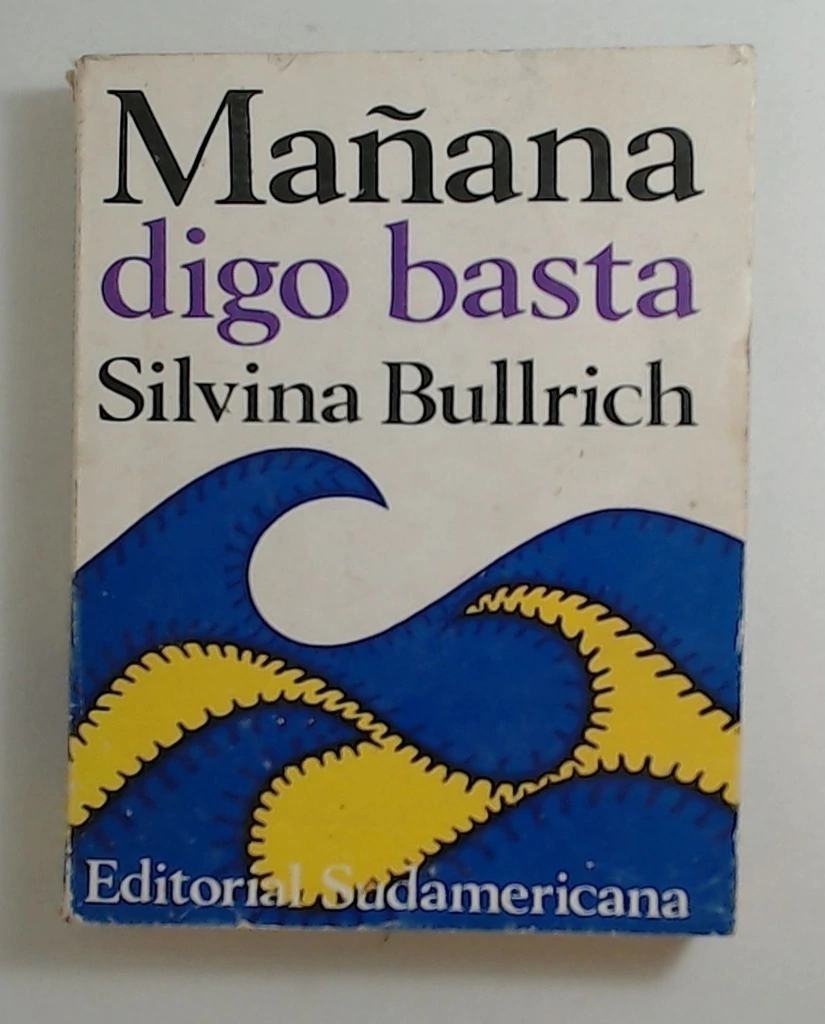 Mañana
digo basta
Silvina Bullrich
Editorial Sudamericana